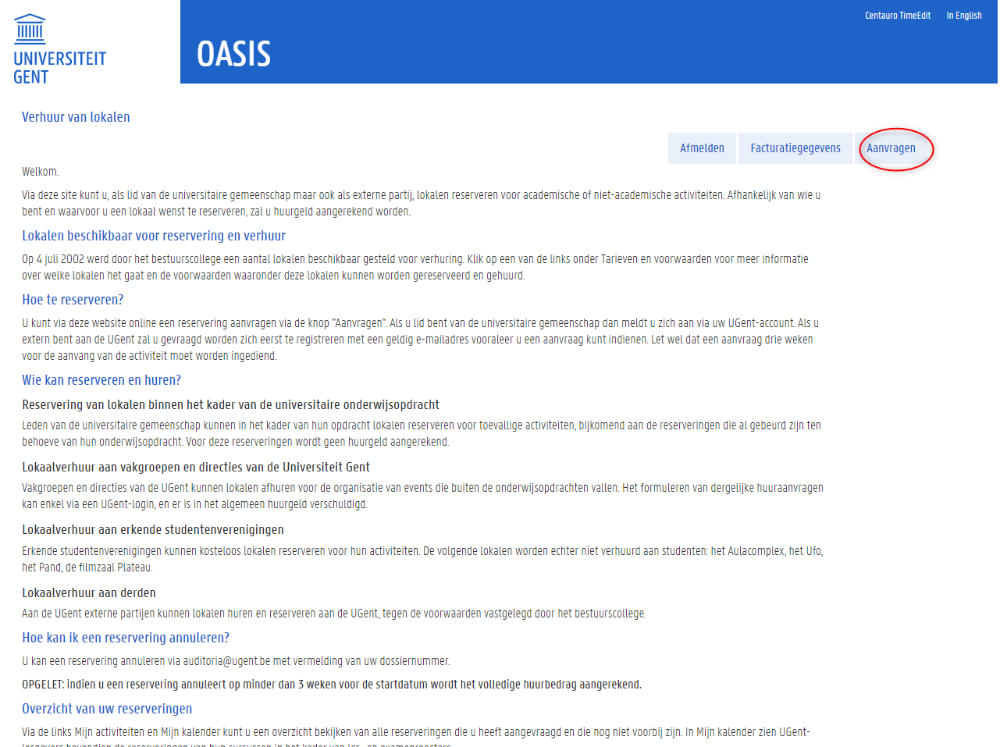 Centauro TimeEdit In English
UNIVERSITEIT
GENT
OASIS
Verhuur van lokalen
Afmelden Facturatiegegevens Aanvragen
Welkom.
Via deze site kunt u, als lid van de universitaire gemeenschap maar ook als externe partij, lokalen reserveren voor academische of niet-academische activiteiten. Afhankelijk van wie u
bent en waarvoor u een lokaal wenst te reserveren, zal u huurgeld aangerekend worden.
Lokalen beschikbaar voor reservering en verhuur
Op 4 juli 2002 werd door het bestuurscollege een aantal lokalen beschikbaar gesteld voor verhuring. Klik op een van de links onder Tarieven en voorwaarden voor meer informatie
over welke lokalen het gaat en de voorwaarden waaronder deze lokalen kunnen worden gereserveerd en gehuurd.
Hoe te reserveren?
U kunt via deze website online een reservering aanvragen via de knop "Aanvragen". Als u lid bent van de universitaire gemeenschap dan meldt u zich aan via uw UGent-account. Als u
extern bent aan de UGent zal u gevraagd worden zich eerst te registreren met een geldig e-mailadres vooraleer u een aanvraag kunt indienen. Let wel dat een aanvraag drie weken
voor de aanvang van de activiteit moet worden ingediend.
Wie kan reserveren en huren?
Reservering van lokalen binnen het kader van de universitaire onderwijsopdracht
Leden van de universitaire gemeenschap kunnen in het kader van hun opdracht lokalen reserveren voor toevallige activiteiten, bijkomend aan de reserveringen die al gebeurd zijn ten
behoeve van hun onderwijsopdracht. Voor deze reserveringen wordt geen huurgeld aangerekend.
Lokaalverhuur aan vakgroepen en directies van de Universiteit Gent
Vakgroepen en directies van de UGent kunnen lokalen afhuren voor de organisatie van events die buiten de onderwijsopdrachten vallen. Het formuleren van dergelijke huuraanvragen
kan enkel via een UGent-login, en er is in het algemeen huurgeld verschuldigd.
Lokaalverhuur aan erkende studentenverenigingen
Erkende studentenverenigingen kunnen kosteloos lokalen reserveren voor hun activiteiten. De volgende lokalen worden echter niet verhuurd aan studenten: het Aulacomplex, het Ufo,
het Pand, de filmzaal Plateau.
Lokaalverhuur aan derden
Aan de UGent externe partijen kunnen lokalen huren en reserveren aan de UGent, tegen de voorwaarden vastgelegd door het bestuurscollege.
Hoe kan ik een reservering annuleren?
U kan een reservering annuleren via auditoria@ugent.be met vermelding van uw dossiernummer.
OPGELET: indien u een reservering annuleert op minder dan 3 weken voor de startdatum wordt het volledige huurbedrag aangerekend.
Overzicht van uw reserveringen
Via de links Mijn activiteiten en Mijn kalender kunt u een overzicht bekijken van alle reserveringen die u heeft aangevraagd en die nog niet voorbij zijn. In Mijn kalender zien UGent-